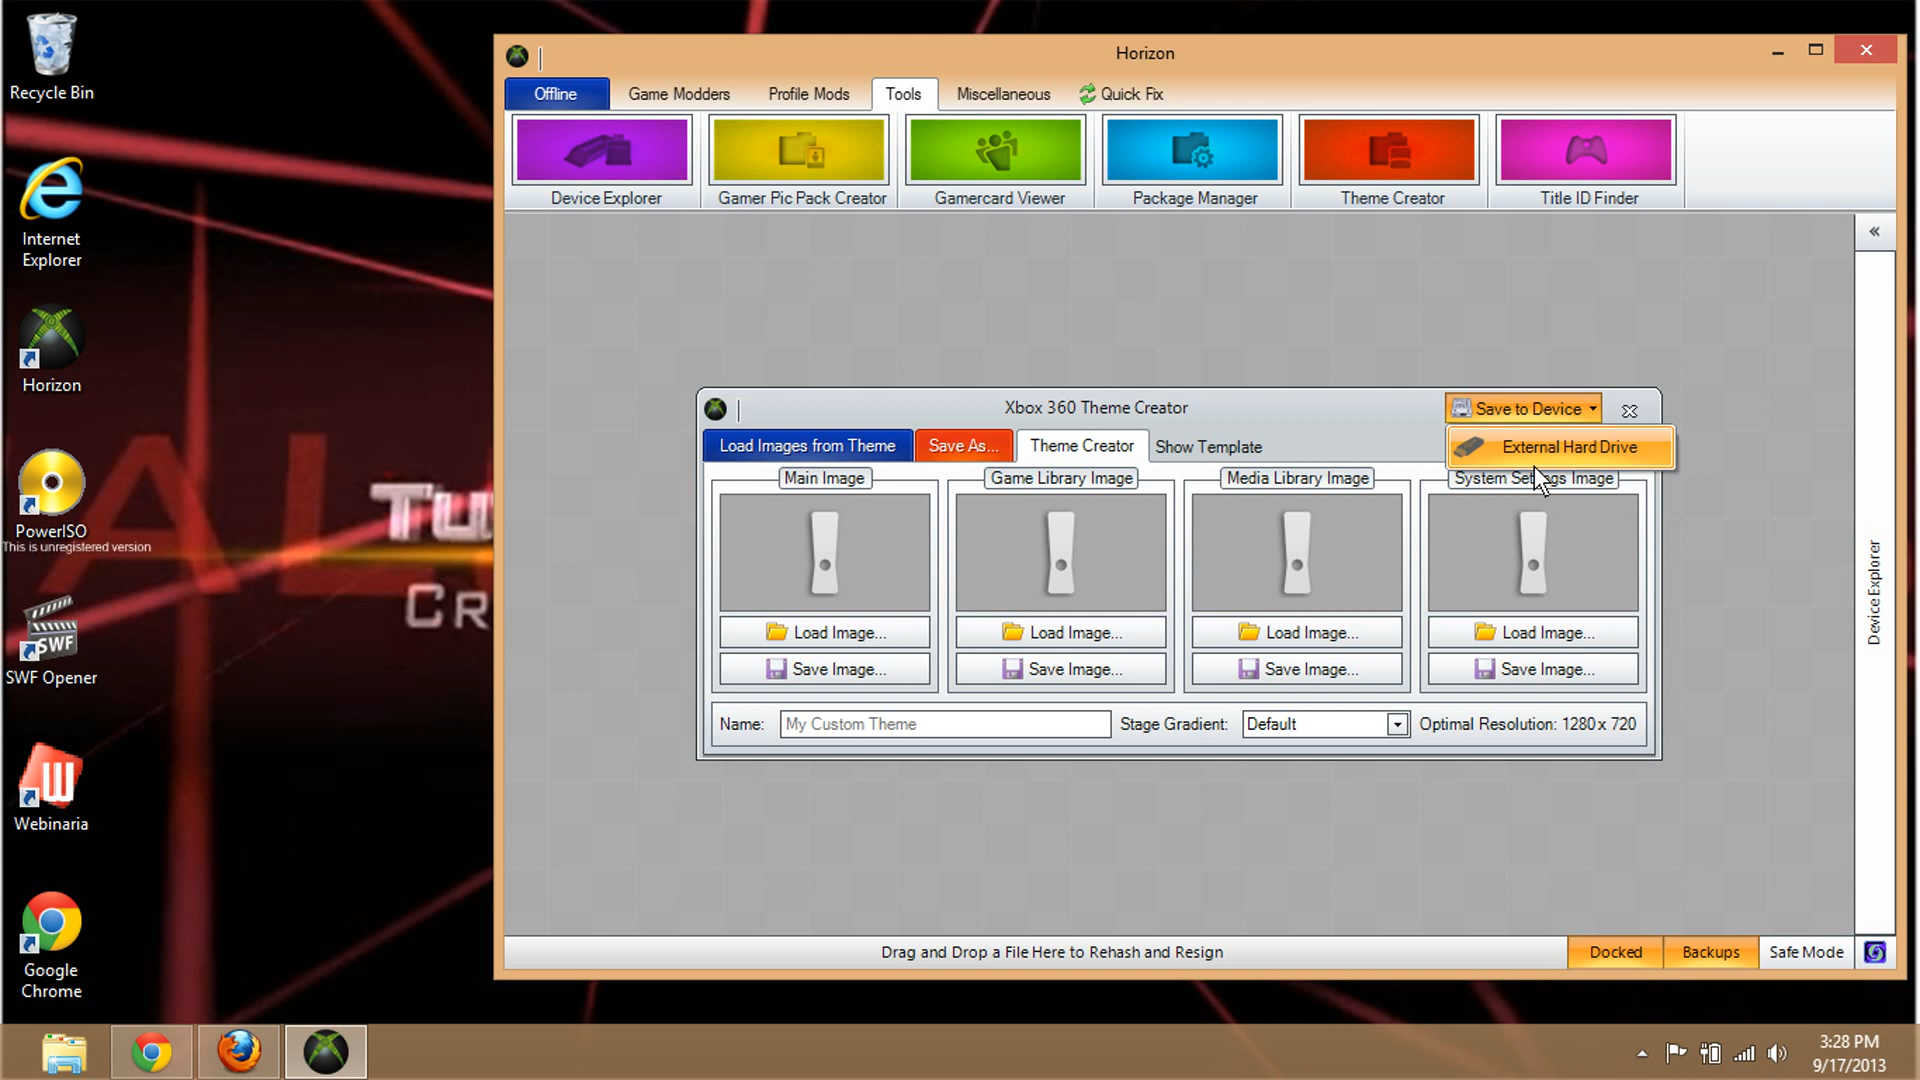 Recycle Bin
Internet
Explorer
Horizon
PowerISO
This is unregistered version
SWF
SWF Opener
Webinaria
Google
Chrome
AL
Tu
Cr
Horizon
Offline
Game Modders
Profile Mods
Tools
Miscellaneous
Quick Fix
Device Explorer
Gamer Pic Pack Creator
Gamercard Viewer
Package Manager
Theme Creator
Title ID Finder
«
Xbox 360 Theme Creator
Save to Device
External Hard Drive
Load Images from Theme
Save As...
Theme Creator
Show Template
Main Image
Game Library Image
Media Library Image
Load Image...
Load Image...
Load Image...
Load Image...
Save Image...
Save Image...
Save Image...
Save Image...
Name:
My Custom Theme
Stage Gradient:
Default
Optimal Resolution: 1280 x 720
Device Explorer
Drag and Drop a File Here to Rehash and Resign
Docked
Backups
Safe Mode
3:28 PM
9/17/2013